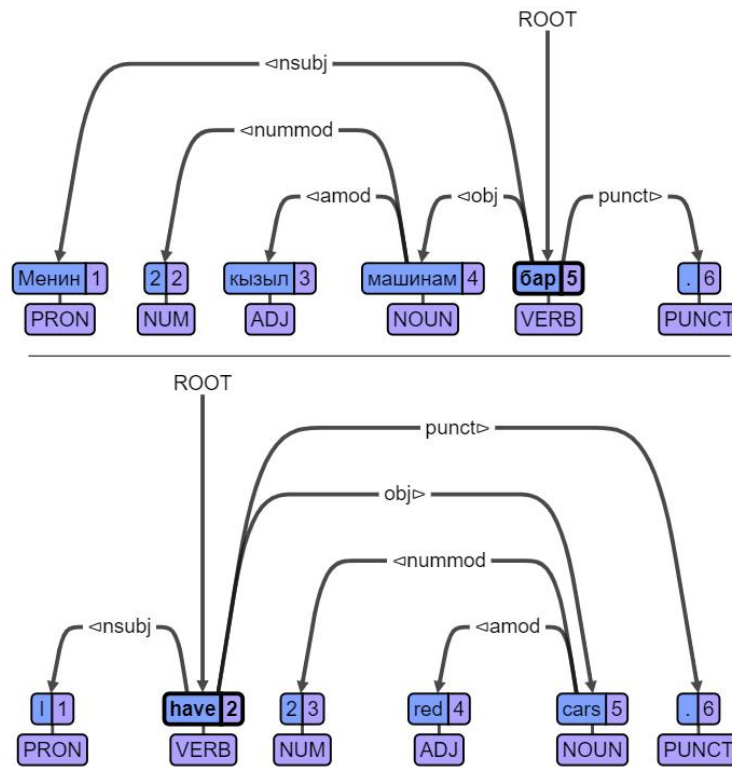 ROOT
◅nsubj
◅nummod
◅amod ◅obj punct▻
Менин 1 2 2 кызыл 3 машинам 4 бар 5 . 6
PRON NUM ADJ NOUN VERB PUNCT
ROOT
punct▻
obj▻
◅nummod
◅nsubj ◅amod
I 1 have 2 2 3 red 4 cars 5 . 6
PRON VERB NUM ADJ NOUN PUNCT